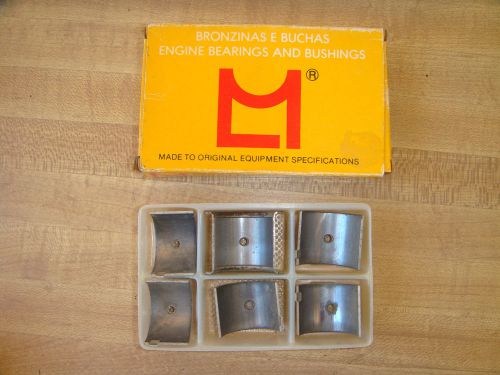 BRONZINAS E BUCHAS
ENGINE BEARINGS AND BUSHINGS
®
MADE TO ORIGINAL EQUIPMENT SPECIFICATIONS